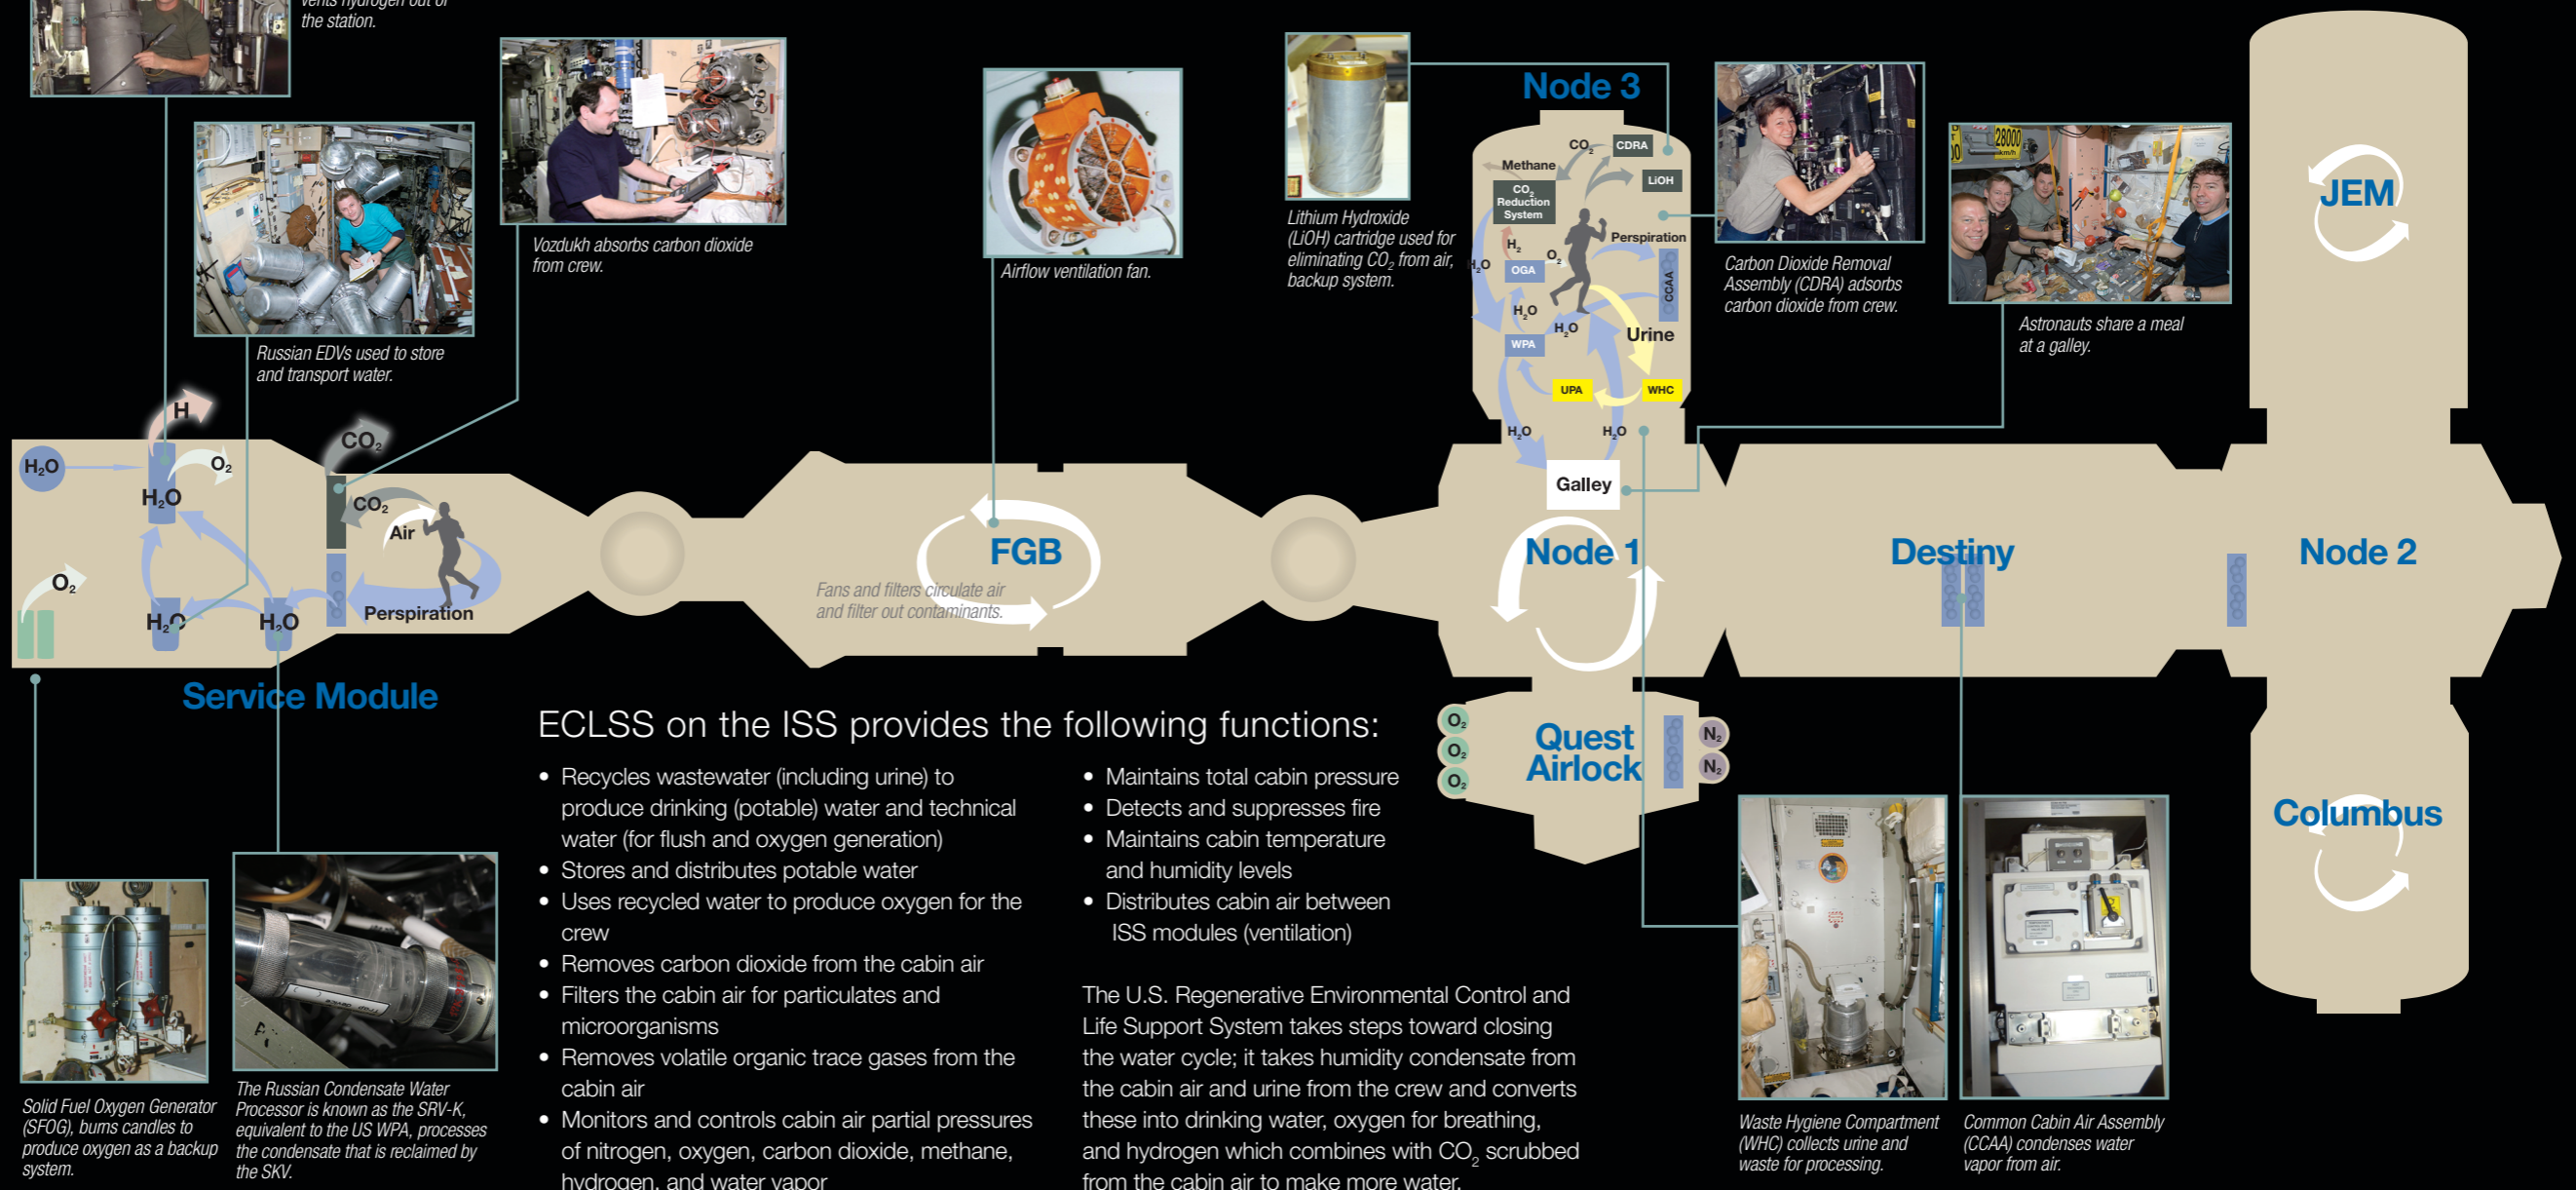 vents hydrogen out of
the station.
Russian EDVs used to store
and transport water.
Vozdukh absorbs carbon dioxide
from crew.
Airflow ventilation fan.
Lithium Hydroxide
(LiOH) cartridge used for
eliminating CO₂ from air,
backup system.
Node 3
CO₂
CDRA
Methane
LiOH
CO₂
Reduction
System
Perspiration
H₂
O₂
H₂O
OGA
CCAA
H₂O
H₂O
Urine
WPA
UPA
WHC
H₂O
H₂O
Galley
Carbon Dioxide Removal
Assembly (CDRA) adsorbs
carbon dioxide from crew.
28000
km/h
Astronauts share a meal
at a galley.
JEM
H
CO₂
H₂O
O₂
H₂O
CO₂
Air
O₂
H₂O
H₂O
Perspiration
Service Module
FGB
Fans and filters circulate air
and filter out contaminants.
Node 1
Destiny
Node 2
Quest
Airlock
O₂
O₂
O₂
N₂
N₂
Columbus
ECLSS on the ISS provides the following functions:
• Recycles wastewater (including urine) to
produce drinking (potable) water and technical
water (for flush and oxygen generation)
• Stores and distributes potable water
• Uses recycled water to produce oxygen for the
crew
• Removes carbon dioxide from the cabin air
• Filters the cabin air for particulates and
microorganisms
• Removes volatile organic trace gases from the
cabin air
• Monitors and controls cabin air partial pressures
of nitrogen, oxygen, carbon dioxide, methane,
hydrogen, and water vapor
• Maintains total cabin pressure
• Detects and suppresses fire
• Maintains cabin temperature
and humidity levels
• Distributes cabin air between
ISS modules (ventilation)
The U.S. Regenerative Environmental Control and
Life Support System takes steps toward closing
the water cycle; it takes humidity condensate from
the cabin air and urine from the crew and converts
these into drinking water, oxygen for breathing,
and hydrogen which combines with CO₂ scrubbed
from the cabin air to make more water.
Solid Fuel Oxygen Generator
(SFOG), burns candles to
produce oxygen as a backup
system.
The Russian Condensate Water
Processor is known as the SRV-K,
equivalent to the US WPA, processes
the condensate that is reclaimed by
the SKV.
Waste Hygiene Compartment
(WHC) collects urine and
waste for processing.
Common Cabin Air Assembly
(CCAA) condenses water
vapor from air.